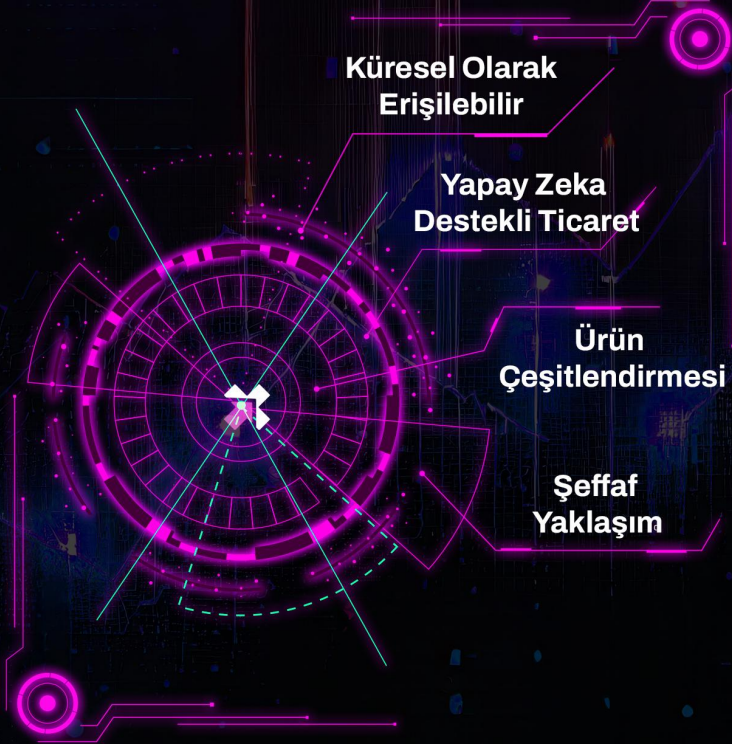 Küresel Olarak
Erişilebilir
Yapay Zeka
Destekli Ticaret
Ürün
Çeşitlendirmesi
Şeffaf
Yaklaşım